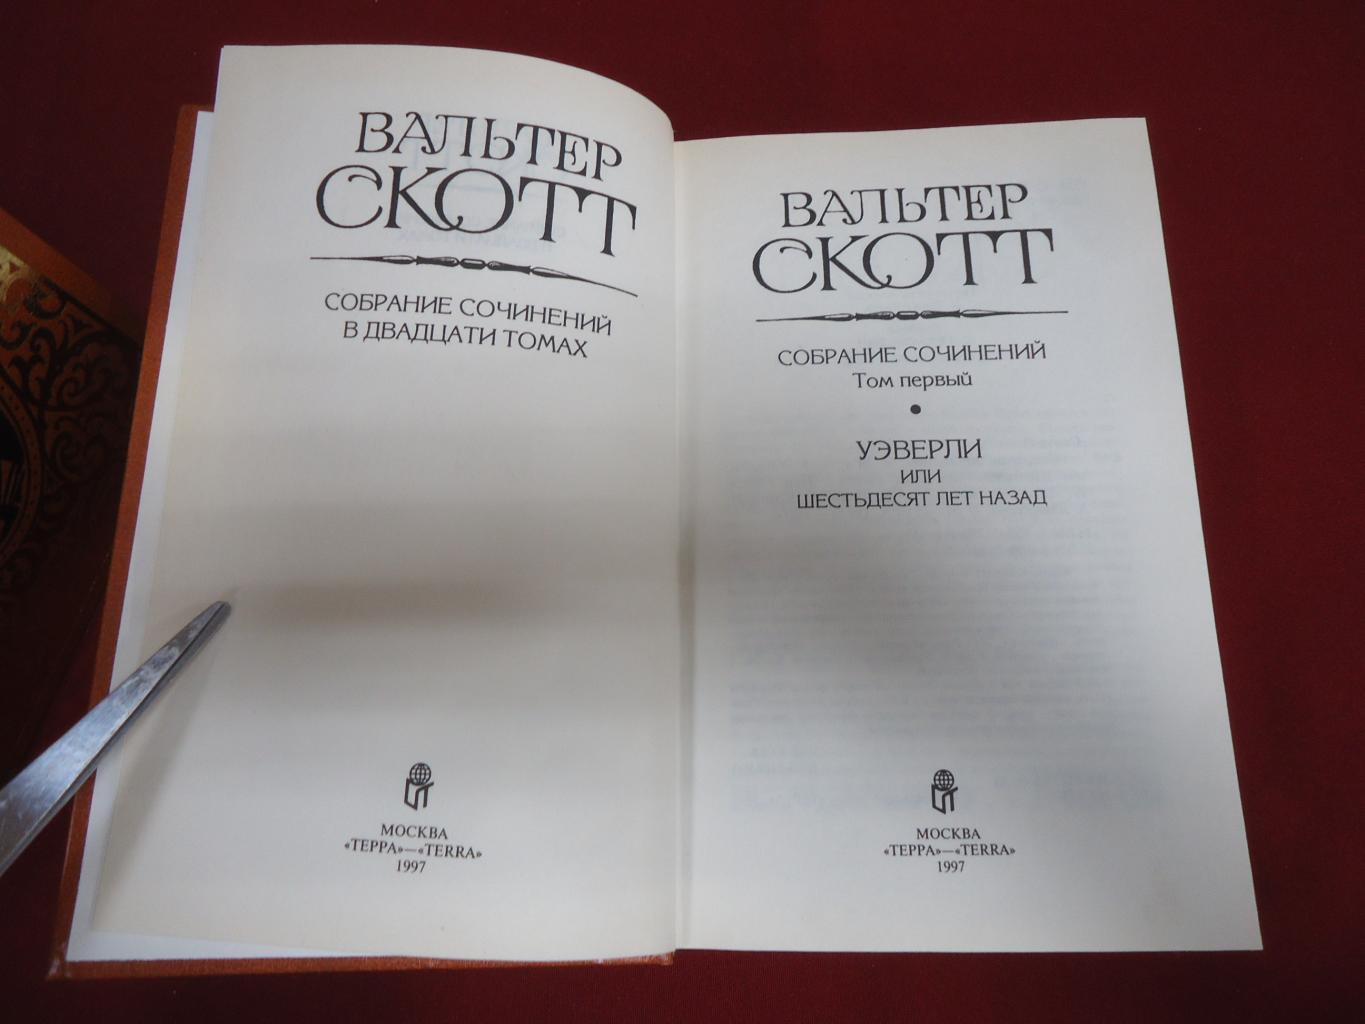 ВАЛЬТЕР
СКОТТ
СОБРАНИЕ СОЧИНЕНИЙ
В ДВАДЦАТИ ТОМАХ
МОСКВА
«ТЕРРА»—«TERRA»
1997
ВАЛЬТЕР
СКОТТ
СОБРАНИЕ СОЧИНЕНИЙ
Том первый
•
УЭВЕРЛИ
ИЛИ
ШЕСТЬДЕСЯТ ЛЕТ НАЗАД
МОСКВА
«ТЕРРА»—«TERRA»
1997